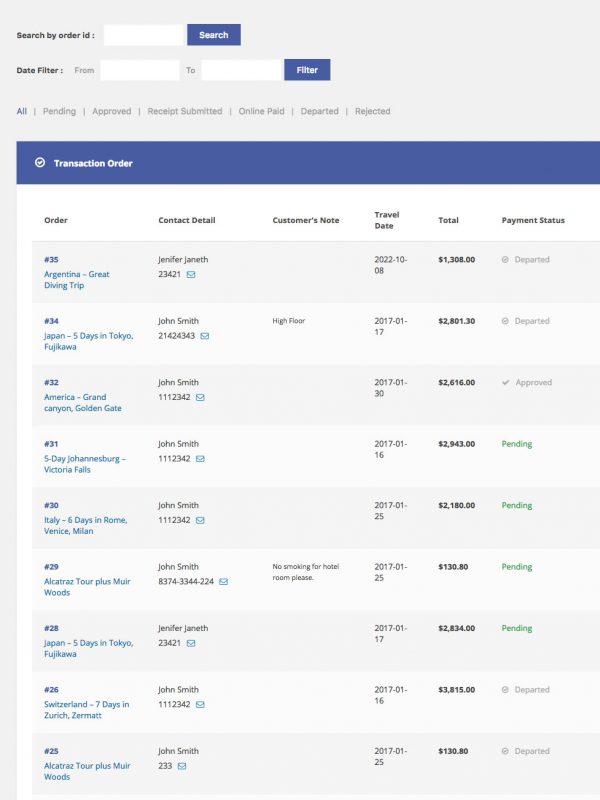 Search by order id : Search
Date Filter : From To Filter
All | Pending | Approved | Receipt Submitted | Online Paid | Departed | Rejected
Transaction Order
Order Contact Detail Customer's Note Travel Date Total Payment Status
#35 Jenifer Janeth 2022-10- $1,308.00 Departed
Argentina – Great 23421 08
Diving Trip
#34 John Smith High Floor 2017-01- $2,801.30 Departed
Japan – 5 Days in Tokyo, 21424343 17
Fujikawa
#32 John Smith 2017-01- $2,616.00 Approved
America – Grand 1112342 30
canyon, Golden Gate
#31 John Smith 2017-01- $2,943.00 Pending
5-Day Johannesburg – 1112342 16
Victoria Falls
#30 John Smith 2017-01- $2,180.00 Pending
Italy – 6 Days in Rome, 1112342 25
Venice, Milan
#29 John Smith No smoking for hotel 2017-01- $130.80 Pending
Alcatraz Tour plus Muir 8374-3344-224 room please. 25
Woods
#28 Jenifer Janeth 2017-01- $2,834.00 Pending
Japan – 5 Days in Tokyo, 23421 17
Fujikawa
#26 John Smith 2017-01- $3,815.00 Departed
Switzerland – 7 Days in 1112342 16
Zurich, Zermatt
#25 John Smith 2017-01- $130.80 Departed
Alcatraz Tour plus Muir 233 25
Woods